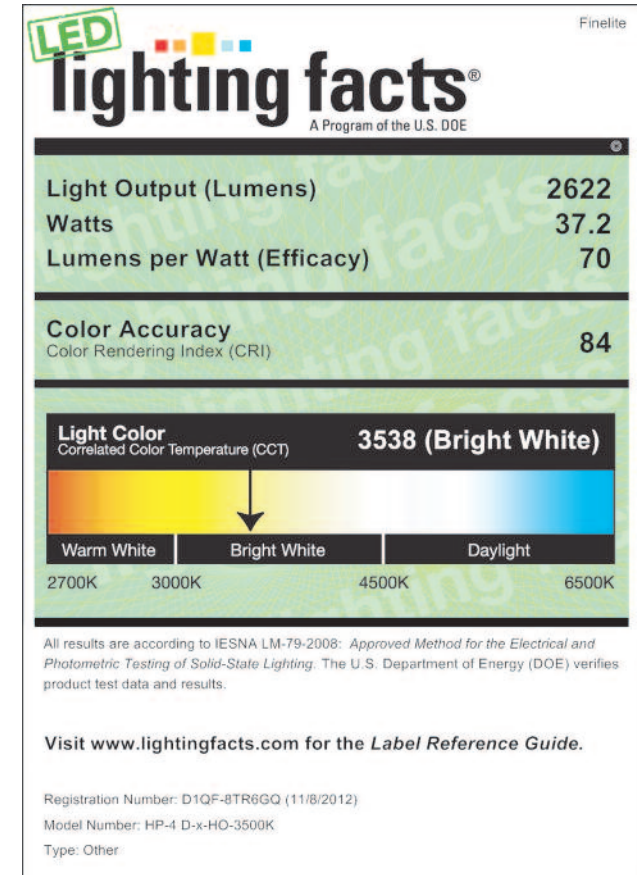 Finelite
LED
lighting facts®
A Program of the U.S. DOE
Light Output (Lumens) 2622
Watts 37.2
Lumens per Watt (Efficacy) 70
Color Accuracy
Color Rendering Index (CRI) 84
Light Color
Correlated Color Temperature (CCT) 3538 (Bright White)
Warm White Bright White Daylight
2700K 3000K 4500K 6500K
All results are according to IESNA LM-79-2008: Approved Method for the Electrical and
Photometric Testing of Solid-State Lighting. The U.S. Department of Energy (DOE) verifies
product test data and results.
Visit www.lightingfacts.com for the Label Reference Guide.
Registration Number: D1QF-8TR6GQ (11/8/2012)
Model Number: HP-4 D-x-HO-3500K
Type: Other